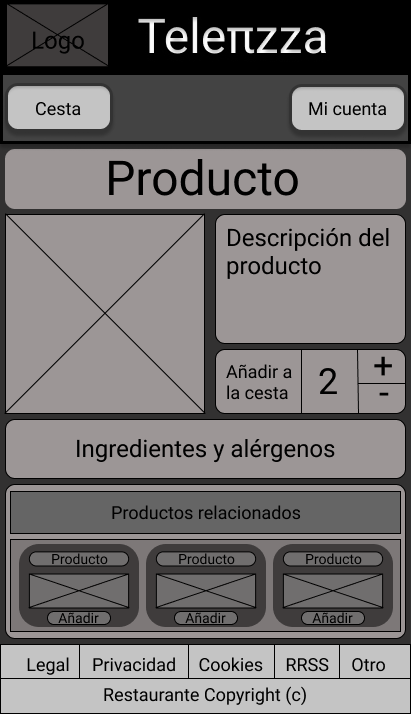 Logo
Teleπzza
Cesta
Mi cuenta
Producto
Descripción del
producto
Añadir a
la cesta
2
+
-
Ingredientes y alérgenos
Productos relacionados
Producto
Producto
Producto
Añadir
Añadir
Añadir
Legal
Privacidad
Cookies
RRSS
Otro
Restaurante Copyright (c)